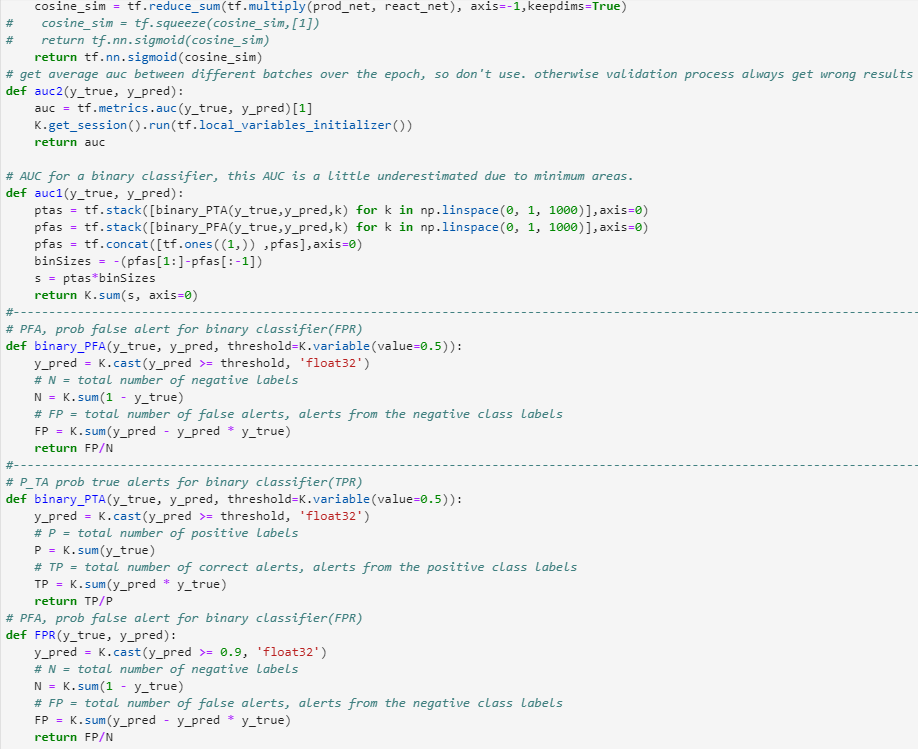 cosine_sim = tf.reduce_sum(tf.multiply(prod_net, react_net), axis=-1,keepdims=True)
#    cosine_sim = tf.squeeze(cosine_sim,[1])
#    return tf.nn.sigmoid(cosine_sim)
    return tf.nn.sigmoid(cosine_sim)
# get average auc between different batches over the epoch, so don't use. otherwise validation process always get wrong results
def auc2(y_true, y_pred):
    auc = tf.metrics.auc(y_true, y_pred)[1]
    K.get_session().run(tf.local_variables_initializer())
    return auc

# AUC for a binary classifier, this AUC is a little underestimated due to minimum areas.
def auc1(y_true, y_pred):
    ptas = tf.stack([binary_PTA(y_true,y_pred,k) for k in np.linspace(0, 1, 1000)],axis=0)
    pfas = tf.stack([binary_PFA(y_true,y_pred,k) for k in np.linspace(0, 1, 1000)],axis=0)
    pfas = tf.concat([tf.ones((1,)) ,pfas],axis=0)
    binSizes = -(pfas[1:]-pfas[:-1])
    s = ptas*binSizes
    return K.sum(s, axis=0)
#---------------------------------------------------------------------------------------------------------------------------------
# PFA, prob false alert for binary classifier(FPR)
def binary_PFA(y_true, y_pred, threshold=K.variable(value=0.5)):
    y_pred = K.cast(y_pred >= threshold, 'float32')
    # N = total number of negative labels
    N = K.sum(1 - y_true)
    # FP = total number of false alerts, alerts from the negative class labels
    FP = K.sum(y_pred - y_pred * y_true)
    return FP/N
#---------------------------------------------------------------------------------------------------------------------------------
# P_TA prob true alerts for binary classifier(TPR)
def binary_PTA(y_true, y_pred, threshold=K.variable(value=0.5)):
    y_pred = K.cast(y_pred >= threshold, 'float32')
    # P = total number of positive labels
    P = K.sum(y_true)
    # TP = total number of correct alerts, alerts from the positive class labels
    TP = K.sum(y_pred * y_true)
    return TP/P
# PFA, prob false alert for binary classifier(FPR)
def FPR(y_true, y_pred):
    y_pred = K.cast(y_pred >= 0.9, 'float32')
    # N = total number of negative labels
    N = K.sum(1 - y_true)
    # FP = total number of false alerts, alerts from the negative class labels
    FP = K.sum(y_pred - y_pred * y_true)
    return FP/N